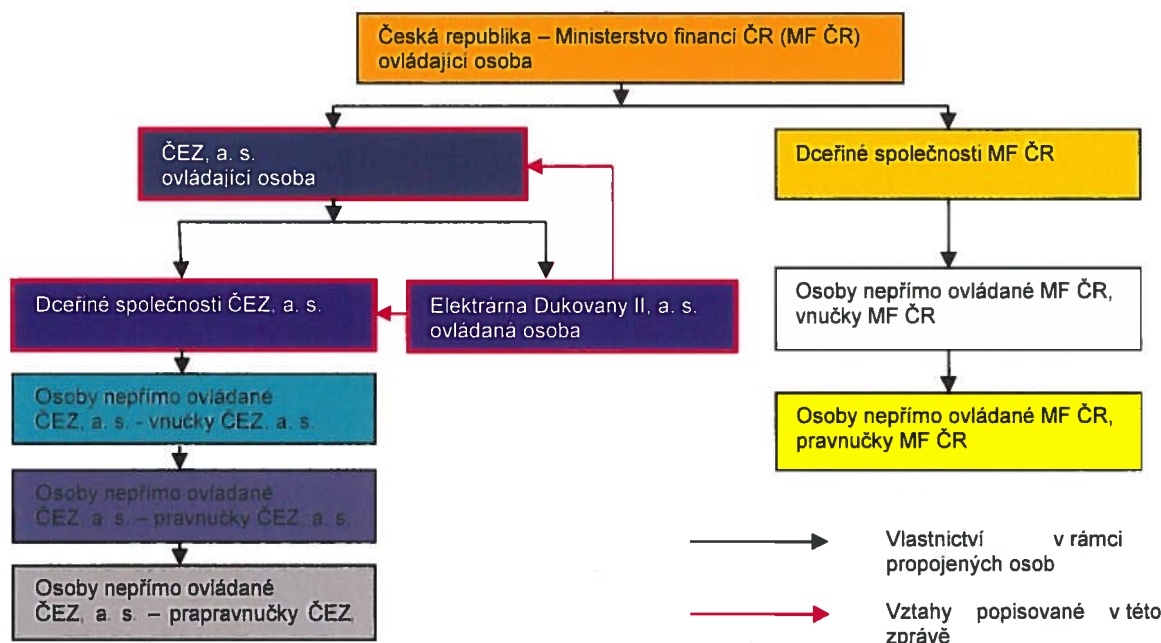 Česká republika – Ministerstvo financí ČR (MF ČR)
ovládající osoba
ČEZ, a. s.
ovládající osoba
Dceřiné společnosti MF ČR
Dceřiné společnosti ČEZ, a. s.
Elektrárna Dukovany II, a. s.
ovládaná osoba
Osoby nepřímo ovládané MF ČR,
vnučky MF ČR
Osoby nepřímo ovládané
ČEZ, a. s. - vnučky ČEZ, a. s.
Osoby nepřímo ovládané MF ČR,
pravnučky MF ČR
Osoby nepřímo ovládané
ČEZ, a. s. – pravnučky ČEZ, a. s.
Osoby nepřímo ovládané
ČEZ, a. s. – prapravnučky ČEZ,
Vlastnictví v rámci
propojených osob
Vztahy popisované v této
zprávě